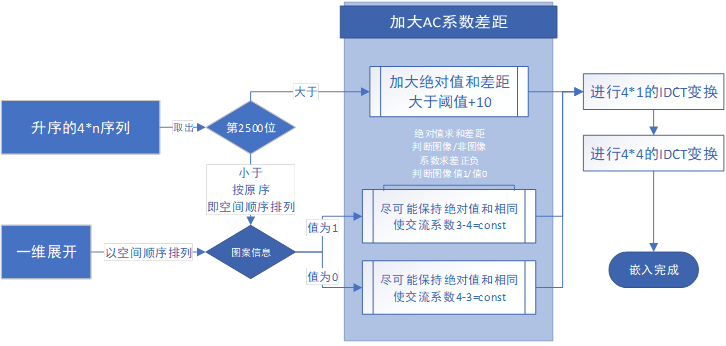 加大AC系数差距
升序的4*n序列
取出
第2500位
大于
加大绝对值和差距
大于阈值+10
进行4*1的IDCT变换
绝对值求和差距
判断图像/非图像
系数求差正负
判断图像值1/值0
进行4*4的IDCT变换
小于
按原序
即空间顺序排列
一维展开
以空间顺序排列
图案信息
值为1
尽可能保持绝对值和相同
使交流系数3-4=const
值为0
尽可能保持绝对值和相同
使交流系数4-3=const
嵌入完成